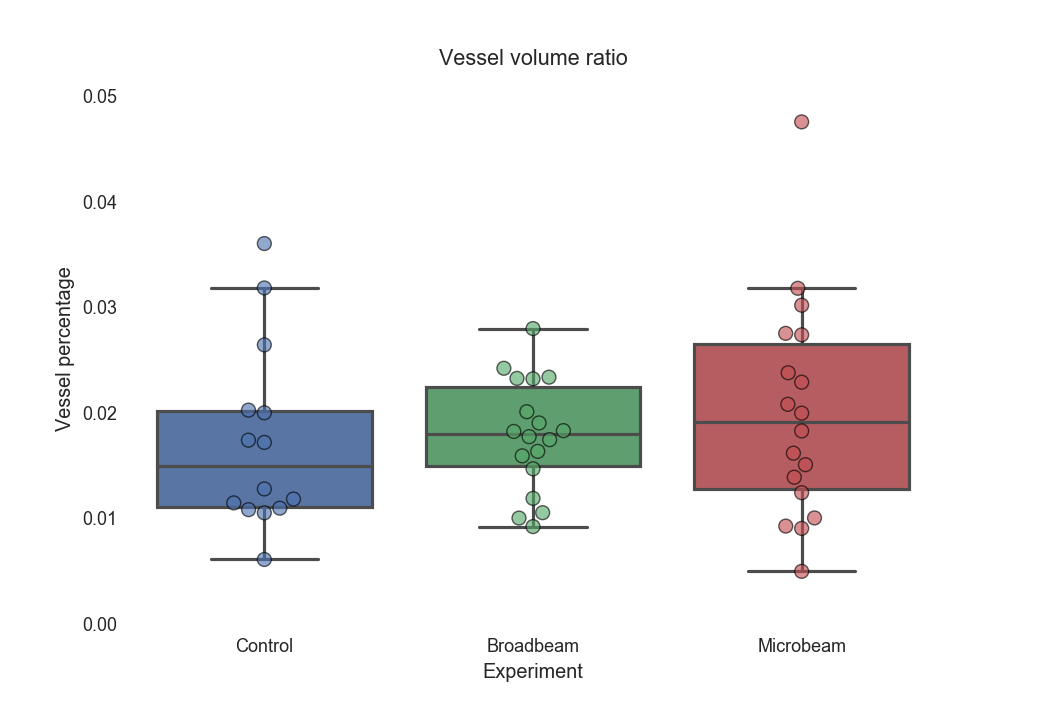 Vessel volume ratio
0.05
0.04
0.03
0.02
0.01
0.00
Vessel percentage
Control Broadbeam Microbeam
Experiment